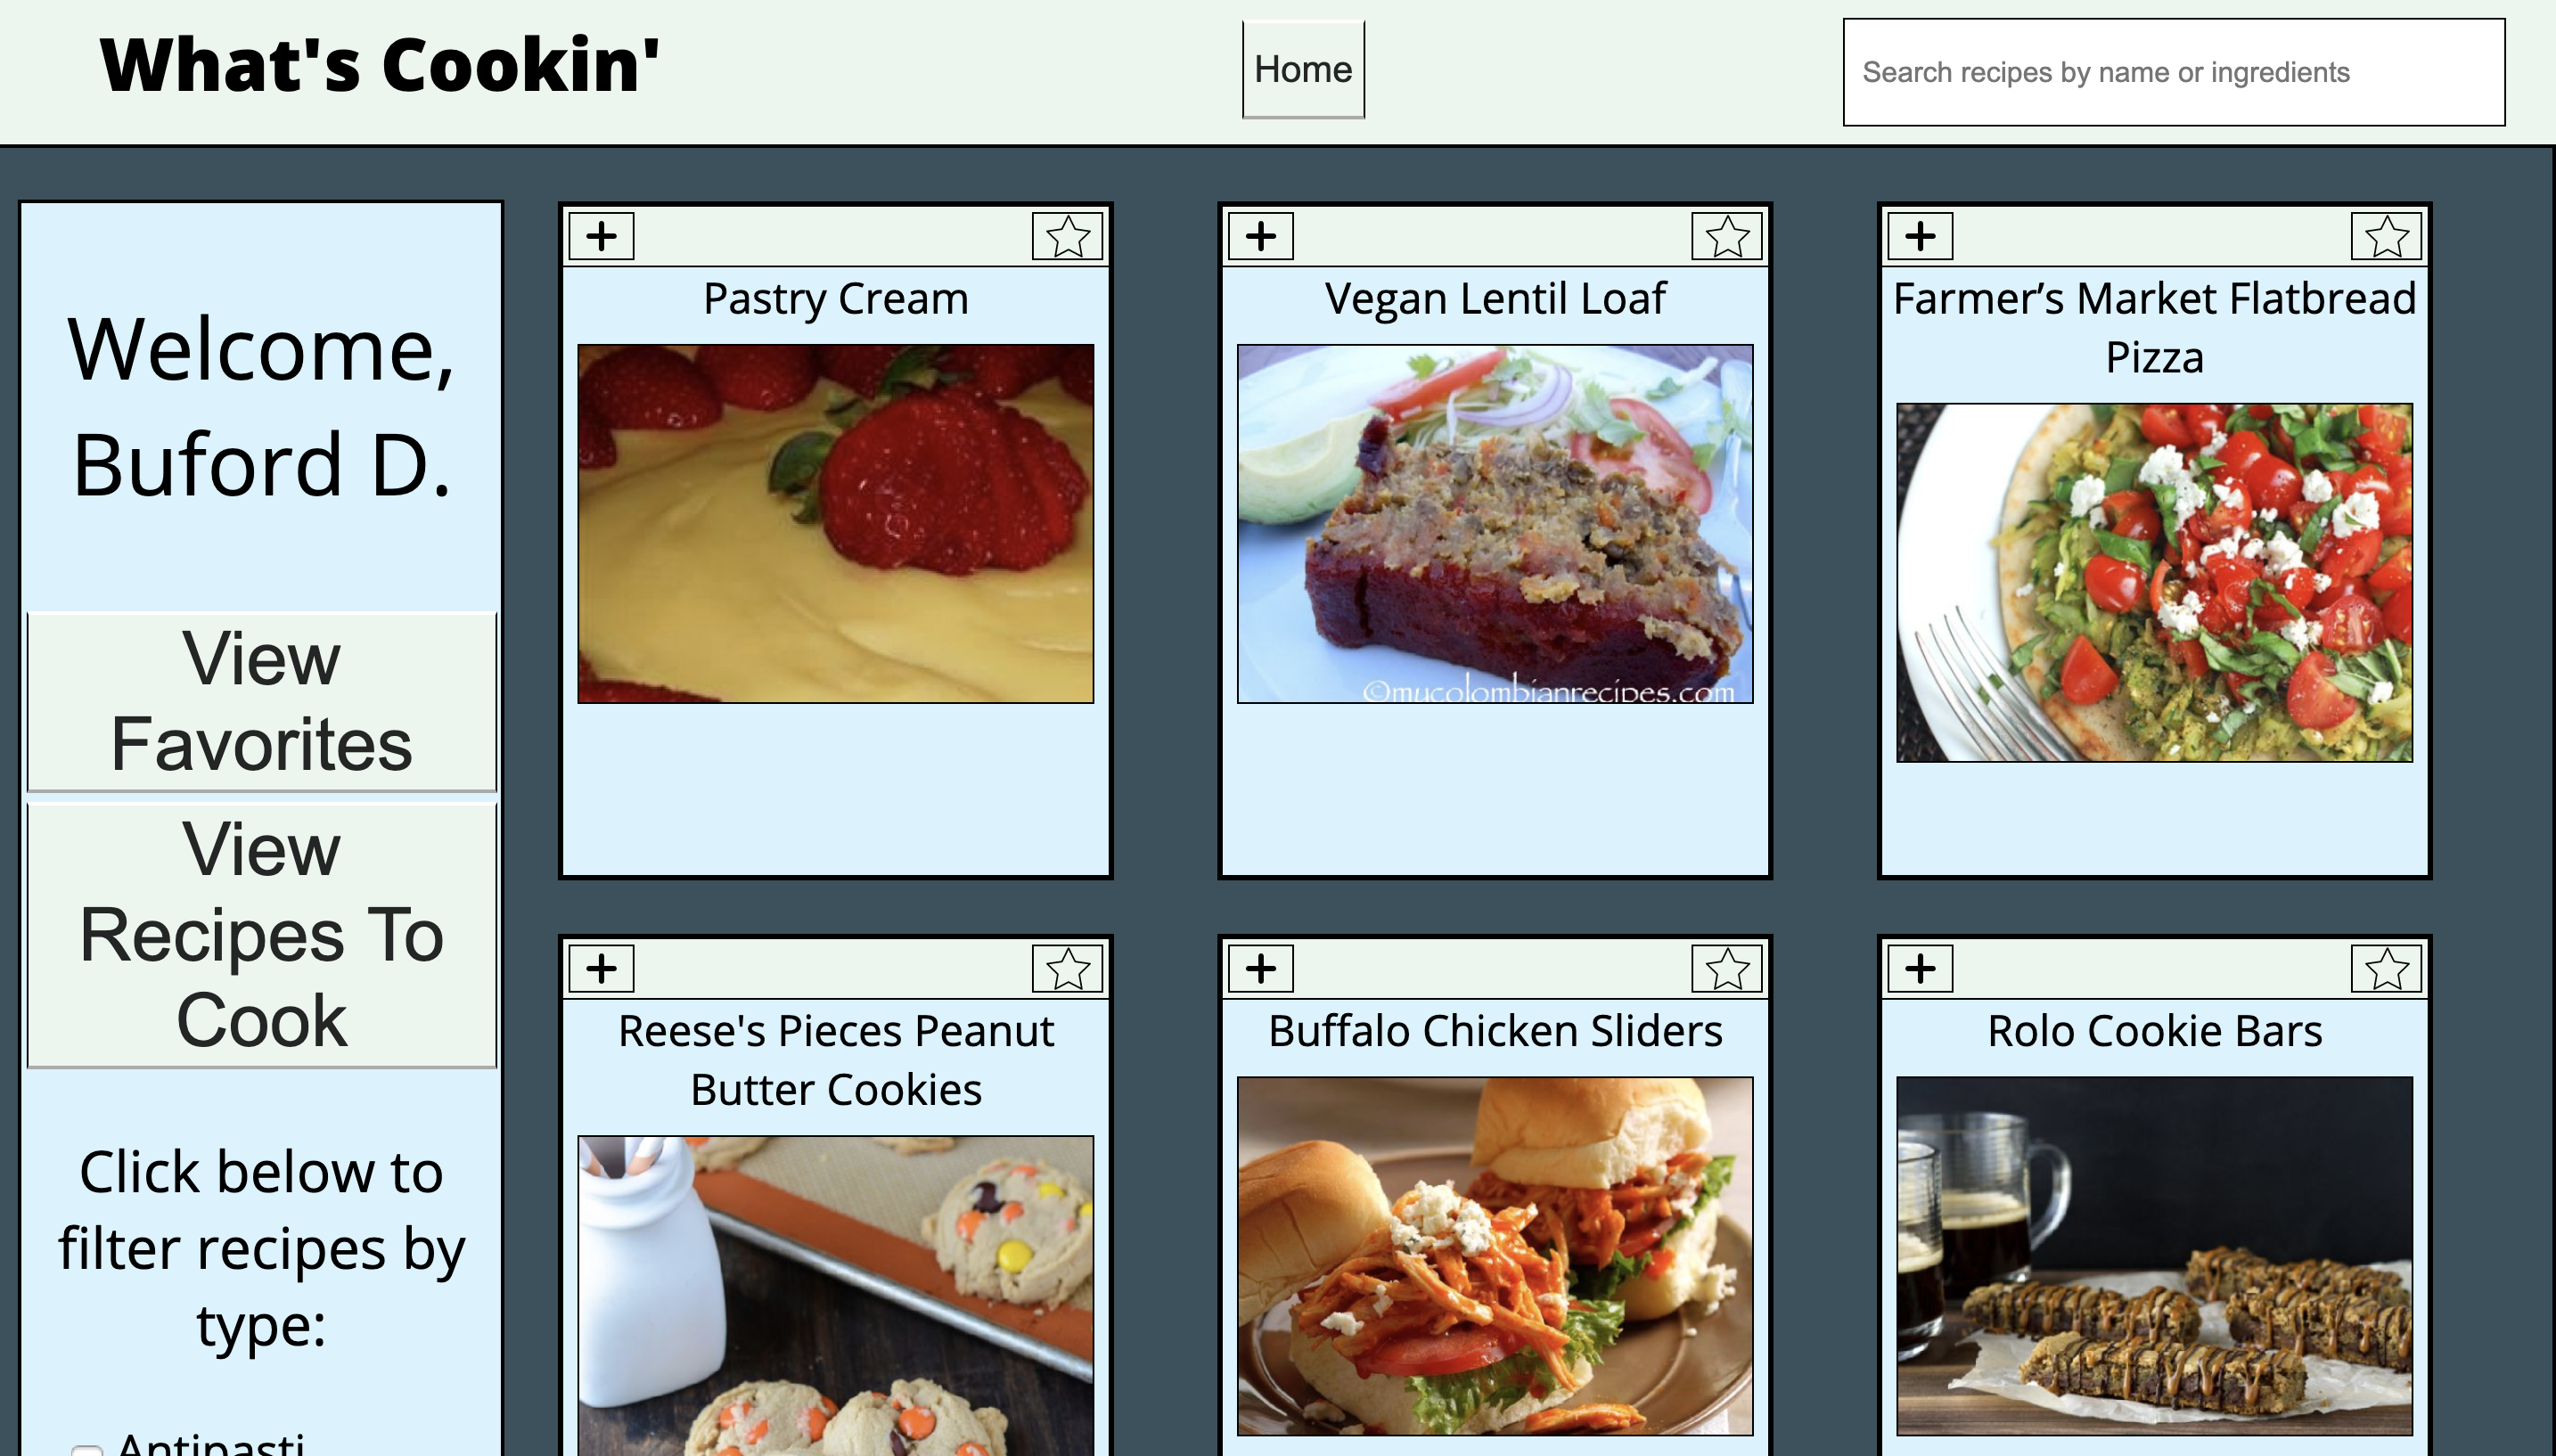 What's Cookin'
Home
Search recipes by name or ingredients
Welcome,
Buford D.
View
Favorites
View
Recipes To
Cook
Click below to
filter recipes by
type:
Antipasti
Pastry Cream
Vegan Lentil Loaf
©mycolombianrecipes.com
Farmer’s Market Flatbread
Pizza
Reese's Pieces Peanut
Butter Cookies
Buffalo Chicken Sliders
Rolo Cookie Bars